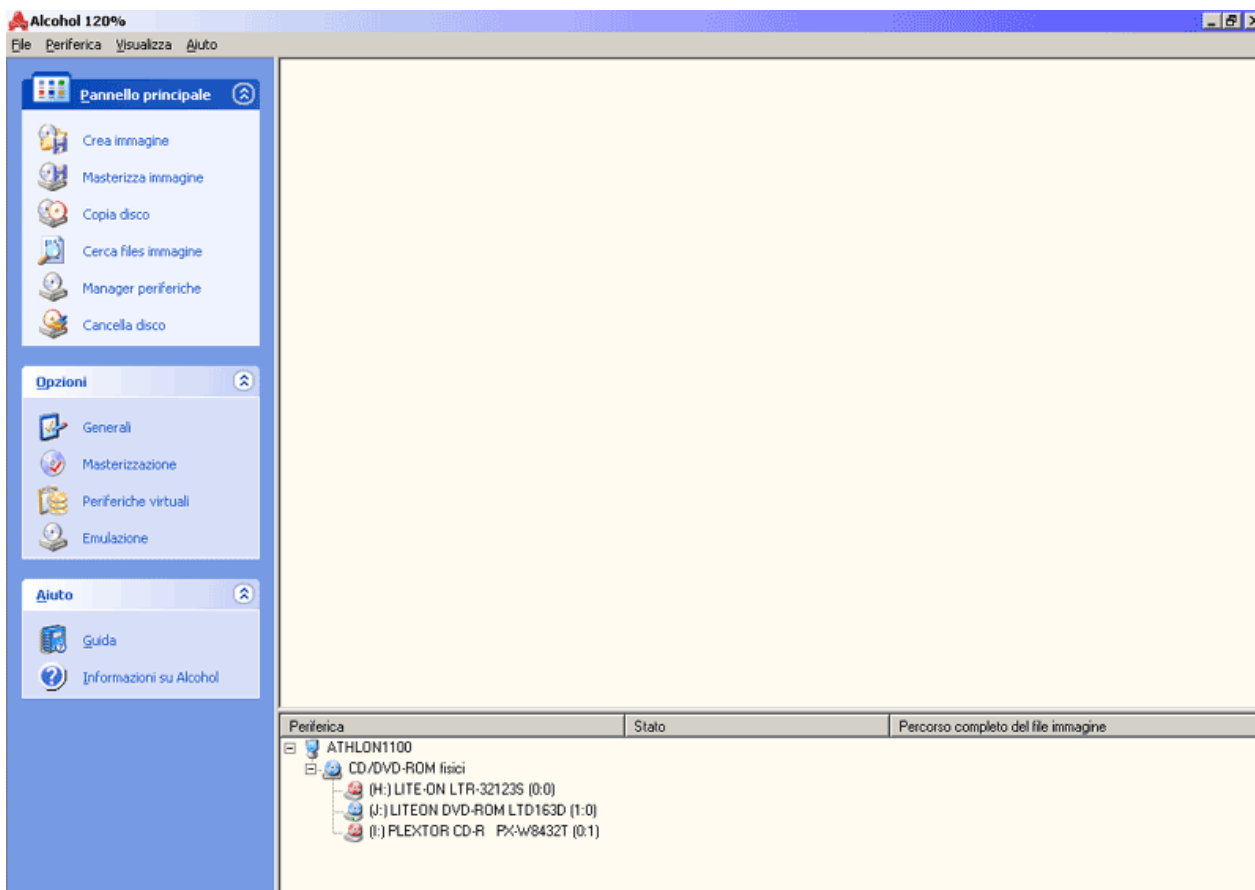 Alcohol 120%
File Periferica Visualizza Aiuto
Pannello principale
Crea immagine
Masterizza immagine
Copia disco
Cerca files immagine
Manager periferiche
Cancella disco
Opzioni
Generali
Masterizzazione
Periferiche virtuali
Emulazione
Aiuto
Guida
Informazioni su Alcohol
Periferica Stato Percorso completo del file immagine
ATHLON1100
CD/DVD-ROM fisici
(H:) LITE-ON LTR-32123S (0:0)
(J:) LITEON DVD-ROM LTD163D (1:0)
(I:) PLEXTOR CD-R PX-W8432T (0:1)